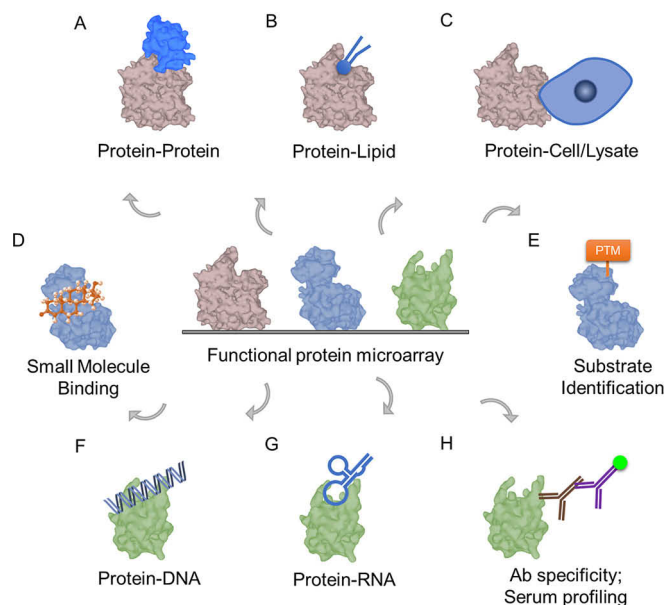 A
B
C
Protein-Protein
Protein-Lipid
Protein-Cell/Lysate
D
E
PTM
Small Molecule
Binding
Functional protein microarray
Substrate
Identification
F
G
H
Protein-DNA
Protein-RNA
Ab specificity;
Serum profiling